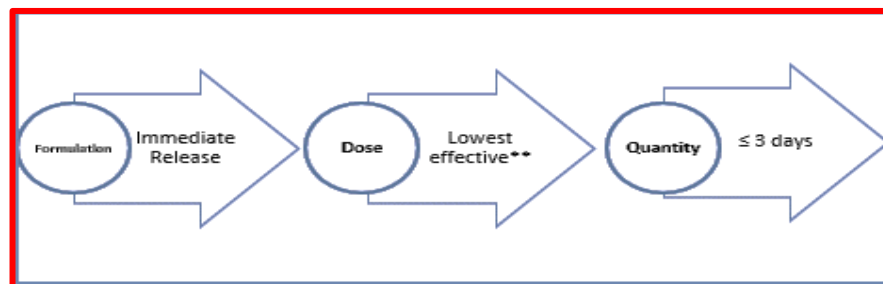 Formulation
Immediate
Release
Dose
Lowest
effective**
Quantity
≤ 3 days